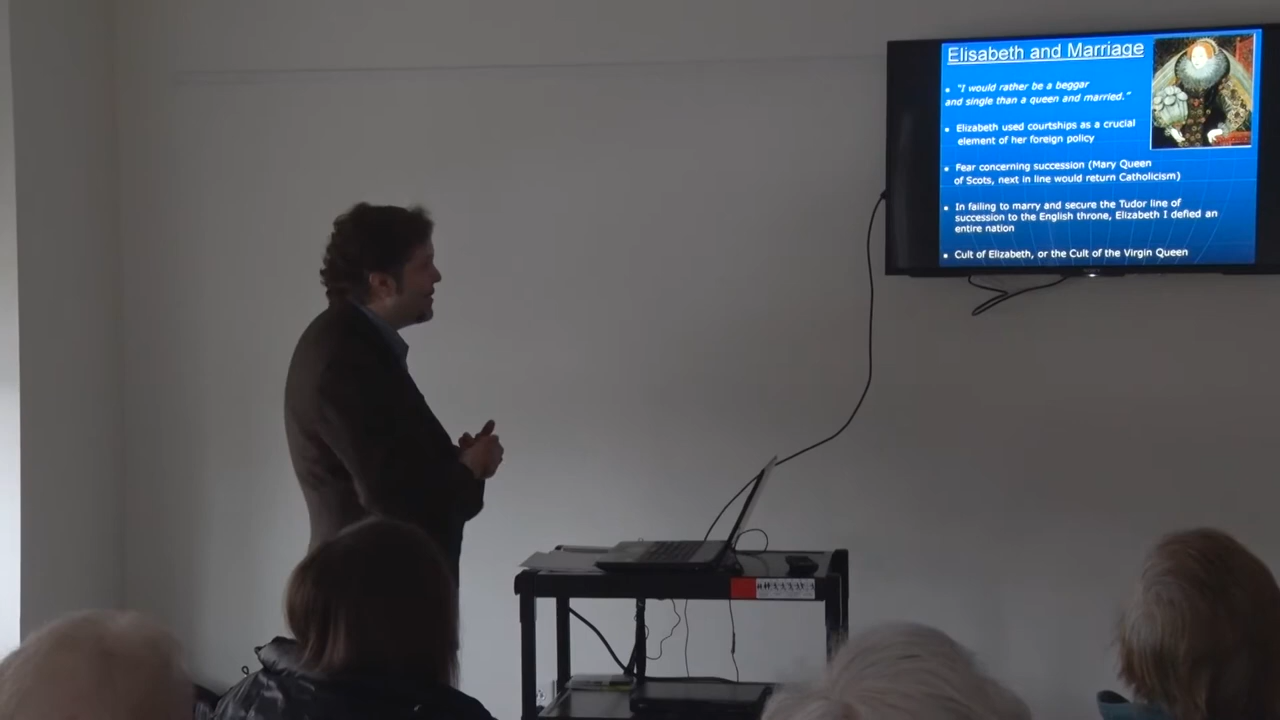 Elisabeth and Marriage
“I would rather be a beggar
and single than a queen and married.”
Elizabeth used courtships as a crucial
element of her foreign policy
Fear concerning succession (Mary Queen
of Scots, next in line would return Catholicism)
In failing to marry and secure the Tudor line of
succession to the English throne, Elizabeth I defied an
entire nation
Cult of Elizabeth, or the Cult of the Virgin Queen